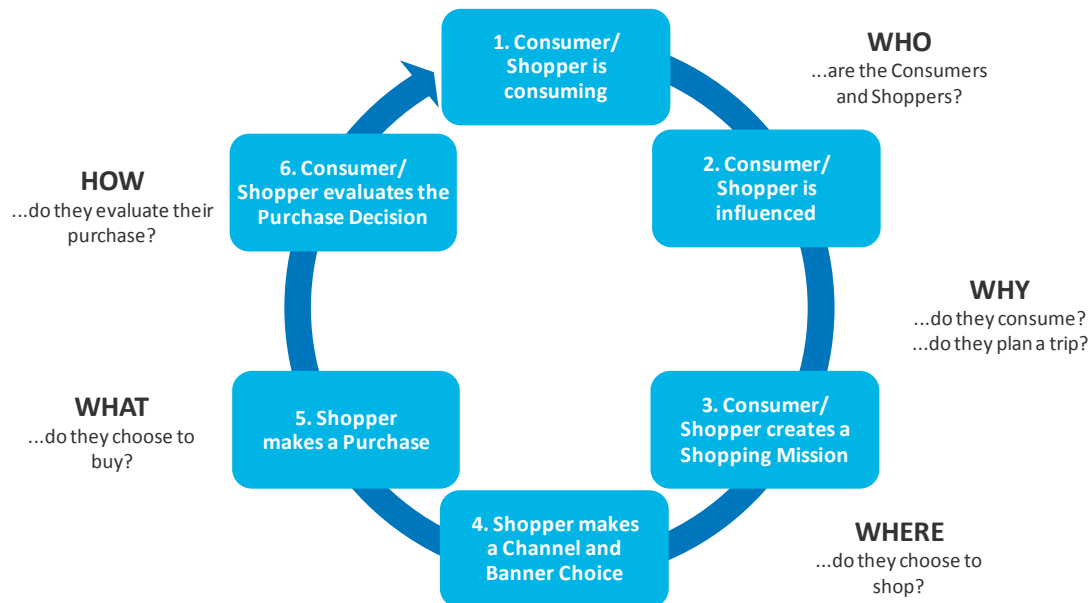 1. Consumer/
Shopper is
consuming
WHO
...are the Consumers
and Shoppers?
2. Consumer/
Shopper is
influenced
WHY
...do they consume?
...do they plan a trip?
3. Consumer/
Shopper creates a
Shopping Mission
WHERE
...do they choose to
shop?
4. Shopper makes
a Channel and
Banner Choice
5. Shopper
makes a Purchase
WHAT
...do they choose to
buy?
6. Consumer/
Shopper evaluates the
Purchase Decision
HOW
...do they evaluate their
purchase?